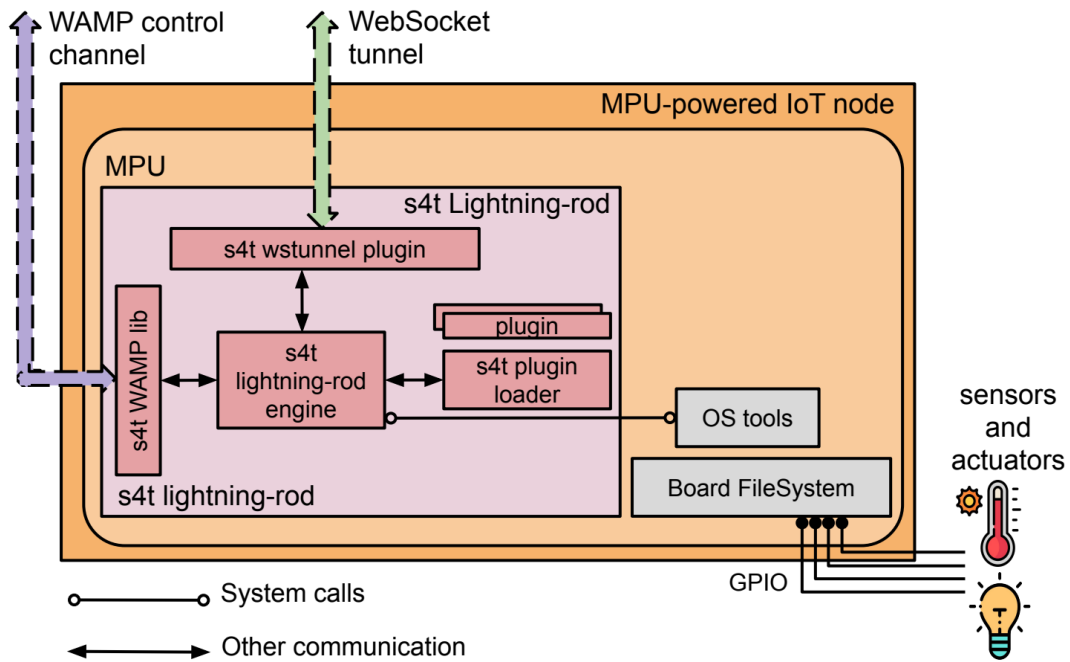 WAMP control
channel
WebSocket
tunnel
MPU-powered IoT node
MPU
s4t Lightning-rod
s4t wstunnel plugin
s4t WAMP lib
s4t
lightning-rod
engine
plugin
s4t plugin
loader
OS tools
Board FileSystem
s4t lightning-rod
sensors
and
actuators
GPIO
System calls
Other communication